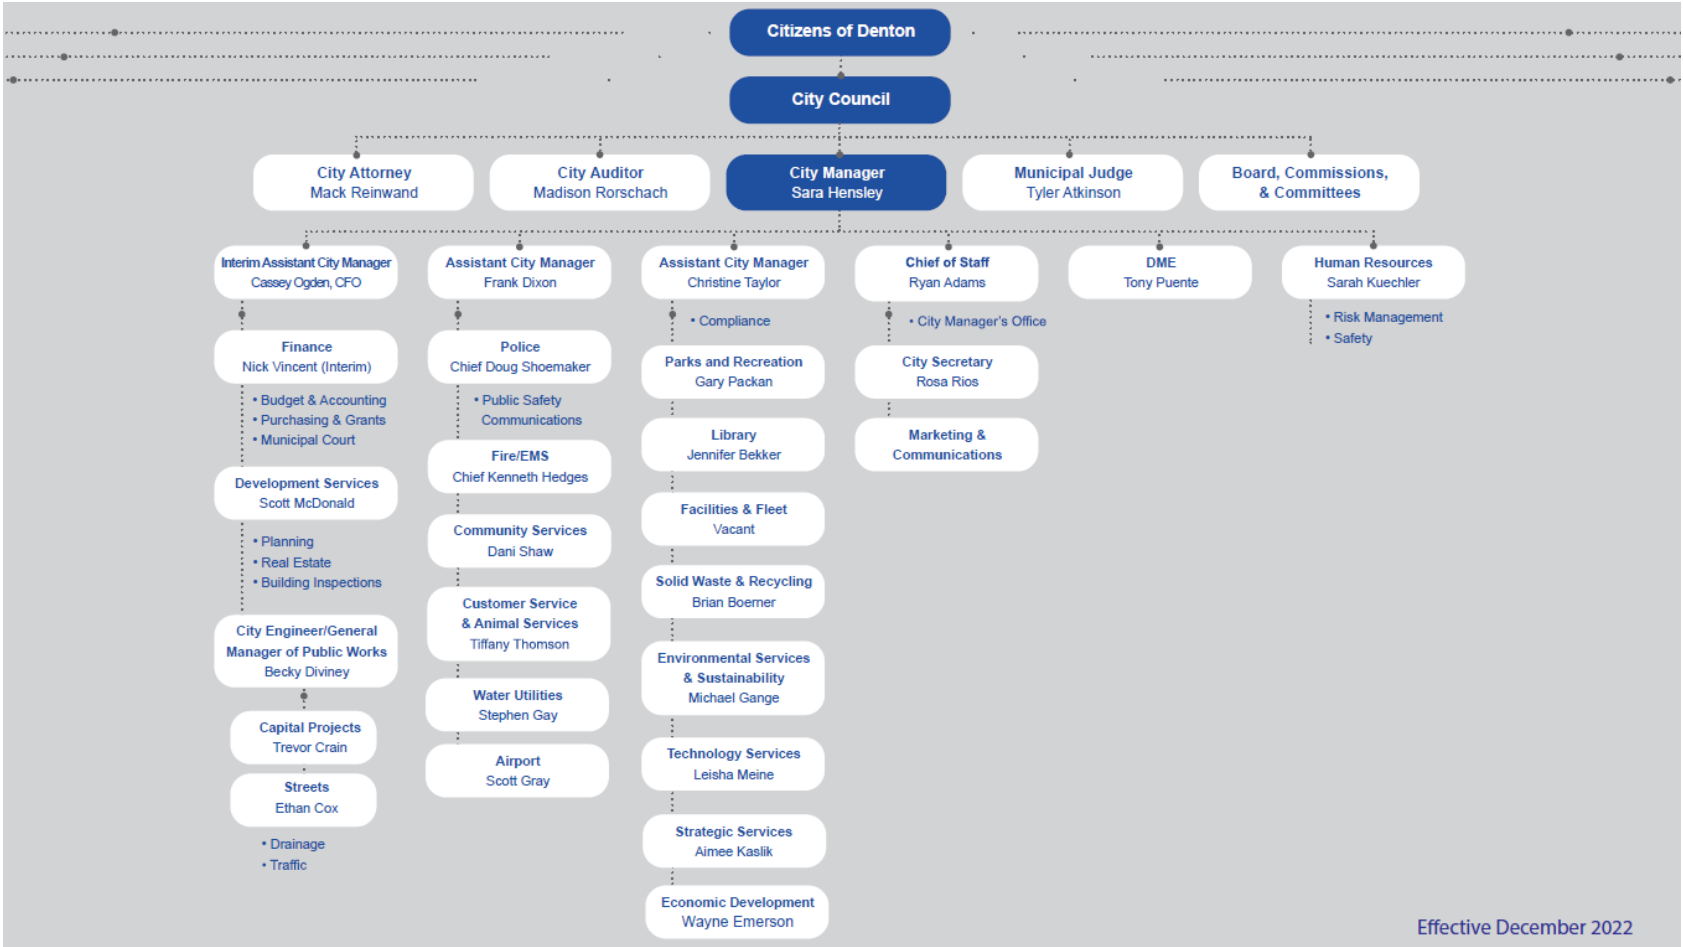 Citizens of Denton
City Council
City Attorney
Mack Reinwand
City Auditor
Madison Rorschach
City Manager
Sara Hensley
Municipal Judge
Tyler Atkinson
Board, Commissions,
& Committees
Interim Assistant City Manager
Cassey Ogden, CFO
Finance
Nick Vincent (Interim)
• Budget & Accounting
• Purchasing & Grants
• Municipal Court
Development Services
Scott McDonald
• Planning
• Real Estate
• Building Inspections
City Engineer/General
Manager of Public Works
Becky Diviney
Capital Projects
Trevor Crain
Streets
Ethan Cox
• Drainage
• Traffic
Assistant City Manager
Frank Dixon
Police
Chief Doug Shoemaker
• Public Safety
Communications
Fire/EMS
Chief Kenneth Hedges
Community Services
Dani Shaw
Customer Service
& Animal Services
Tiffany Thomson
Water Utilities
Stephen Gay
Airport
Scott Gray
Assistant City Manager
Christine Taylor
• Compliance
Parks and Recreation
Gary Packan
Library
Jennifer Bekker
Facilities & Fleet
Vacant
Solid Waste & Recycling
Brian Boerner
Environmental Services
& Sustainability
Michael Gange
Technology Services
Leisha Meine
Strategic Services
Aimee Kaslik
Economic Development
Wayne Emerson
Chief of Staff
Ryan Adams
• City Manager's Office
City Secretary
Rosa Rios
Marketing &
Communications
DME
Tony Puente
Human Resources
Sarah Kuechler
• Risk Management
• Safety
Effective December 2022